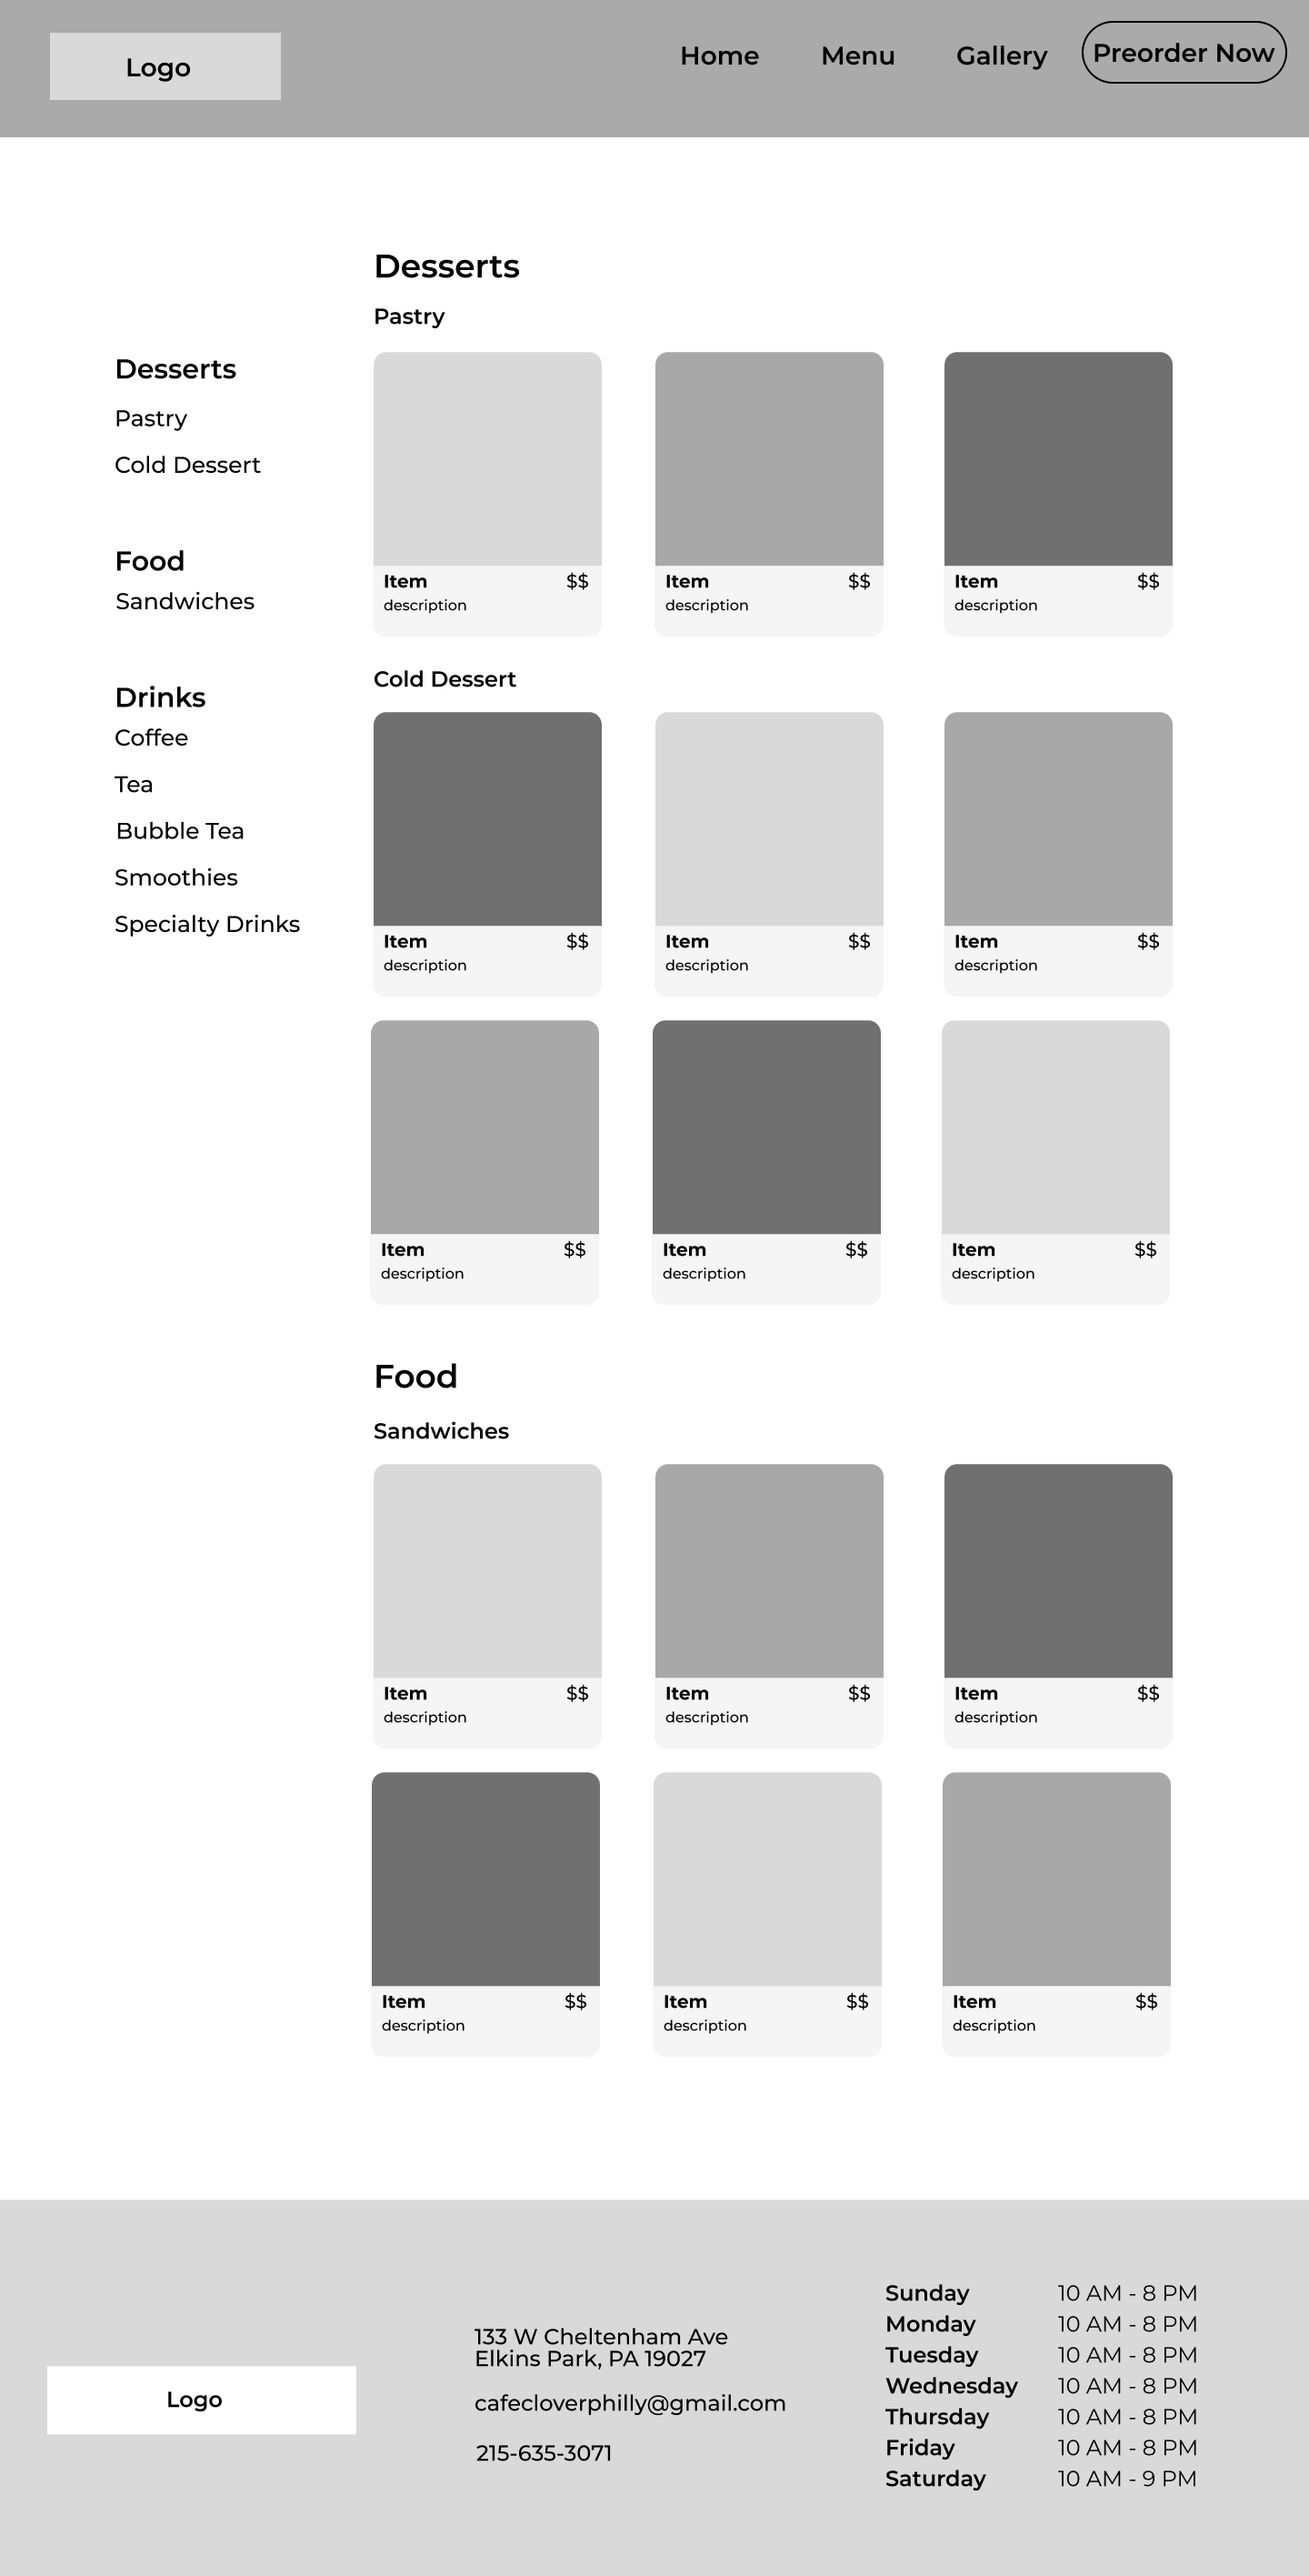 Logo
Home Menu Gallery Preorder Now
Desserts
Pastry
Cold Dessert
Food
Sandwiches
Drinks
Coffee
Tea
Bubble Tea
Smoothies
Specialty Drinks
Desserts
Pastry
Item $$
description
Item $$
description
Item $$
description
Cold Dessert
Item $$
description
Item $$
description
Item $$
description
Item $$
description
Item $$
description
Item $$
description
Food
Sandwiches
Item $$
description
Item $$
description
Item $$
description
Item $$
description
Item $$
description
Item $$
description
Logo
133 W Cheltenham Ave
Elkins Park, PA 19027
cafecloverphilly@gmail.com
215-635-3071
Sunday 10 AM - 8 PM
Monday 10 AM - 8 PM
Tuesday 10 AM - 8 PM
Wednesday 10 AM - 8 PM
Thursday 10 AM - 8 PM
Friday 10 AM - 8 PM
Saturday 10 AM - 9 PM